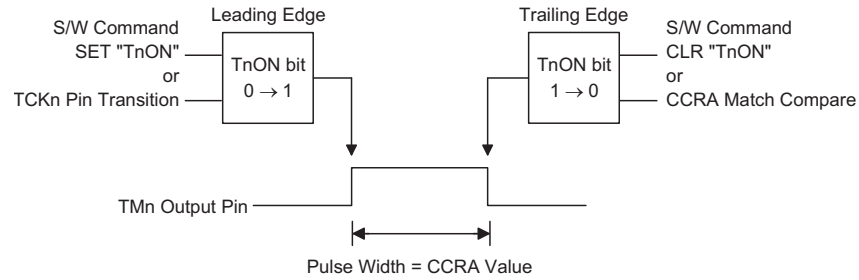 Leading Edge
S/W Command
SET "TnON"
or
TCKn Pin Transition
TnON bit
0 → 1
Trailing Edge
TnON bit
1 → 0
S/W Command
CLR "TnON"
or
CCRA Match Compare
TMn Output Pin
Pulse Width = CCRA Value